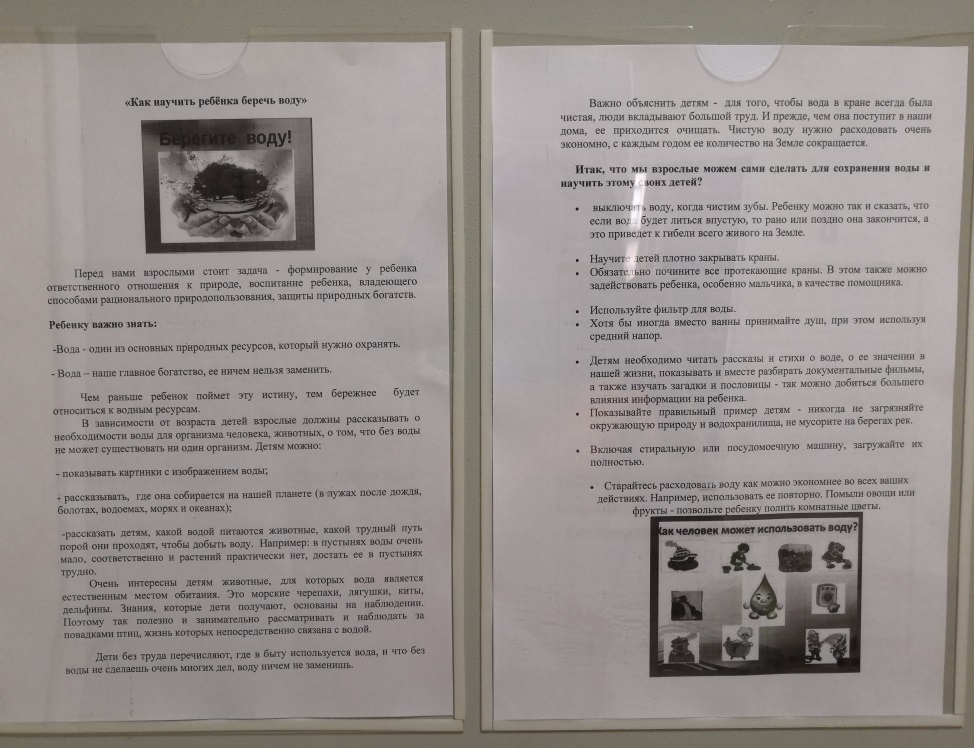 «Как научить ребёнка беречь воду»
Берегите воду!
Перед нами взрослыми стоит задача - формирование у ребенка
ответственного отношения к природе, воспитание ребенка, владеющего
способами рационального природопользования, защиты природных богатств.
Ребенку важно знать:
-Вода - один из основных природных ресурсов, который нужно охранять.
- Вода – наше главное богатство, ее ничем нельзя заменить.
Чем раньше ребенок поймет эту истину, тем бережнее будет
относиться к водным ресурсам.
В зависимости от возраста детей взрослые должны рассказывать о
необходимости воды для организма человека, животных, о том, что без воды
не может существовать ни один организм. Детям можно:
- показывать картинки с изображением воды;
- рассказывать, где она собирается на нашей планете (в лужах после дождя,
болотах, водоемах, морях и океанах);
-рассказать детям, какой водой питаются животные, какой трудный путь
порой они проходят, чтобы добыть воду. Например: в пустынях воды очень
мало, соответственно и растений практически нет, достать ее в пустынях
трудно.
Очень интересны детям животные, для которых вода является
естественным местом обитания. Это морские черепахи, лягушки, киты,
дельфины. Знания, которые дети получают, основаны на наблюдении.
Поэтому так полезно и занимательно рассматривать и наблюдать за
повадками птиц, жизнь которых непосредственно связана с водой.
Дети без труда перечисляют, где в быту используется вода, и что без
воды не сделаешь очень многих дел, воду ничем не заменишь.
Важно объяснить детям - для того, чтобы вода в кране всегда была
чистая, люди вкладывают большой труд. И прежде, чем она поступит в наши
дома, ее приходится очищать. Чистую воду нужно расходовать очень
экономно, с каждым годом ее количество на Земле сокращается.
Итак, что мы взрослые можем сами сделать для сохранения воды и
научить этому своих детей?
• выключить воду, когда чистим зубы. Ребенку можно так и сказать, что
если вода будет литься впустую, то рано или поздно она закончится, а
это приведет к гибели всего живого на Земле.
• Научите детей плотно закрывать краны.
• Обязательно почините все протекающие краны. В этом также можно
задействовать ребенка, особенно мальчика, в качестве помощника.
• Используйте фильтр для воды.
• Хотя бы иногда вместо ванны принимайте душ, при этом используя
средний напор.
• Детям необходимо читать рассказы и стихи о воде, о ее значении в
нашей жизни, показывать и вместе разбирать документальные фильмы,
а также изучать загадки и пословицы - так можно добиться большего
влияния информации на ребенка.
• Показывайте правильный пример детям - никогда не загрязняйте
окружающую природу и водохранилища, не мусорите на берегах рек.
• Включая стиральную или посудомоечную машину, загружайте их
полностью.
• Старайтесь расходовать воду как можно экономнее во всех ваших
действиях. Например, использовать ее повторно. Помыли овощи или
фрукты - позвольте ребенку полить комнатные цветы.
Как человек может использовать воду?